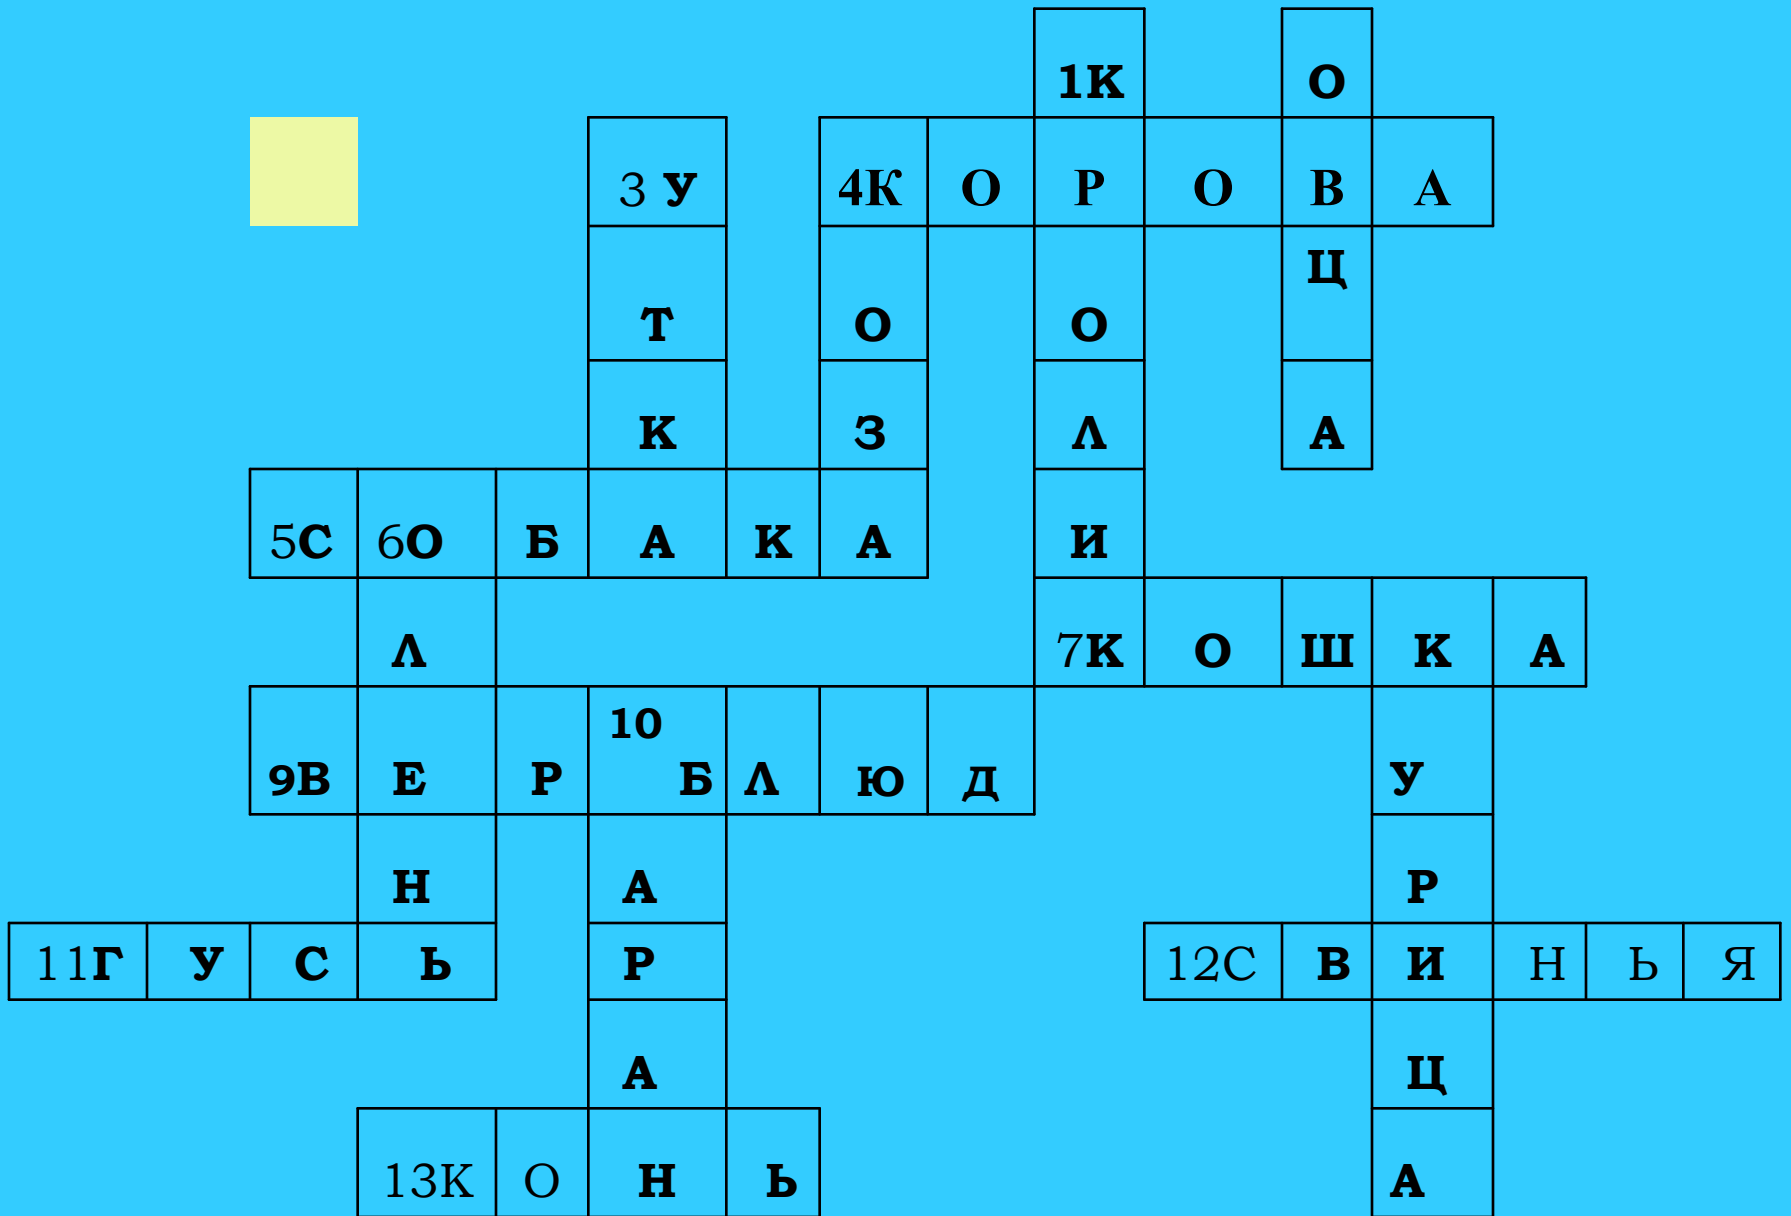 1К О
3 У 4К О Р О В А
Ц
Т О О
К З Л А
5С 6О Б А К А И
Л 7К О Ш К А
10
9В Е Р Б Л Ю Д У
Н А Р
11Г У С Ь Р 12С В И Н Ь Я
А Ц
13К О Н Ь А